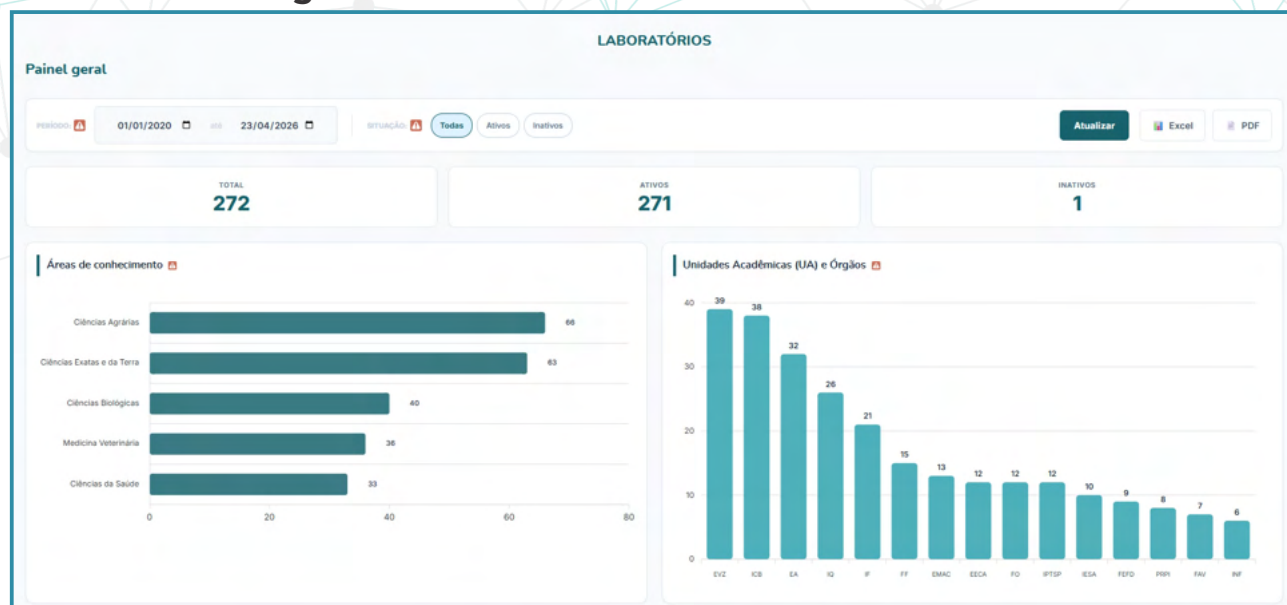 LABORATÓRIOS
Painel geral
PERÍODO: 01/01/2020 até 23/04/2026 SITUAÇÃO: Todas Ativos Inativos Atualizar Excel PDF
TOTAL
272
ATIVOS
271
INATIVOS
1
Áreas de conhecimento
Ciências Agrárias 66
Ciências Exatas e da Terra 63
Ciências Biológicas 40
Medicina Veterinária 36
Ciências da Saúde 33
0 20 40 60 80
Unidades Acadêmicas (UA) e Órgãos
40
30
20
10
0
39 38 32 26 21 15 13 12 12 12 10 9 8 7 6
EVZ ICB EA IQ IF FF EMAC EECA FO IPTSP IESA FEFD PRPI FAV INF